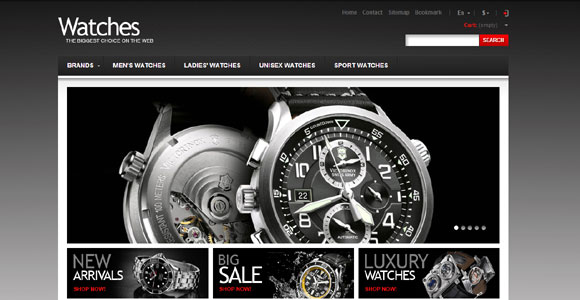 Home Contact Sitemap Bookmark En $
Watches
THE BIGGEST CHOICE ON THE WEB
Cart: (empty)
SEARCH
BRANDS MEN'S WATCHES LADIES' WATCHES UNISEX WATCHES SPORT WATCHES
VICTORINOX
SWISS ARMY
22
AUTOMATIC
NEW
ARRIVALS
SHOP NOW!
BIG
SALE
SHOP NOW!
LUXURY
WATCHES
SHOP NOW!